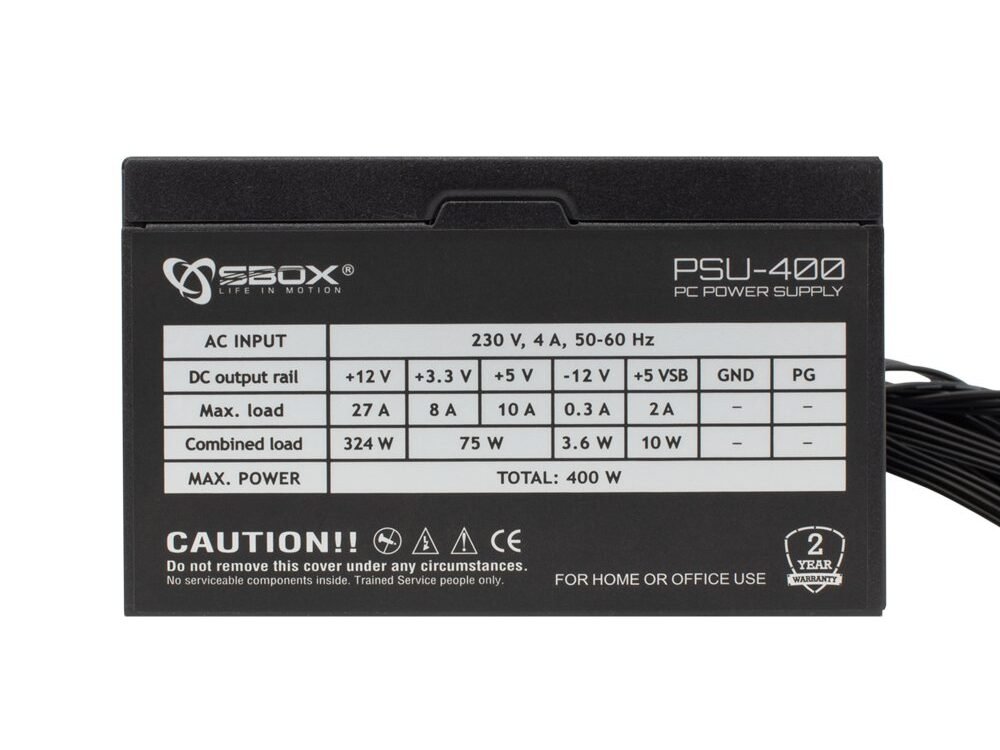 SBOX®
LIFE IN MOTION
PSU-400
PC POWER SUPPLY
AC INPUT 230 V, 4 A, 50-60 Hz
DC output rail +12 V +3.3 V +5 V -12 V +5 VSB GND PG
Max. load 27 A 8 A 10 A 0.3 A 2 A – –
Combined load 324 W 75 W 3.6 W 10 W – –
MAX. POWER TOTAL: 400 W
CAUTION!! CE
Do not remove this cover under any circumstances.
No serviceable components inside. Trained Service people only.
FOR HOME OR OFFICE USE
2
YEAR
WARRANTY